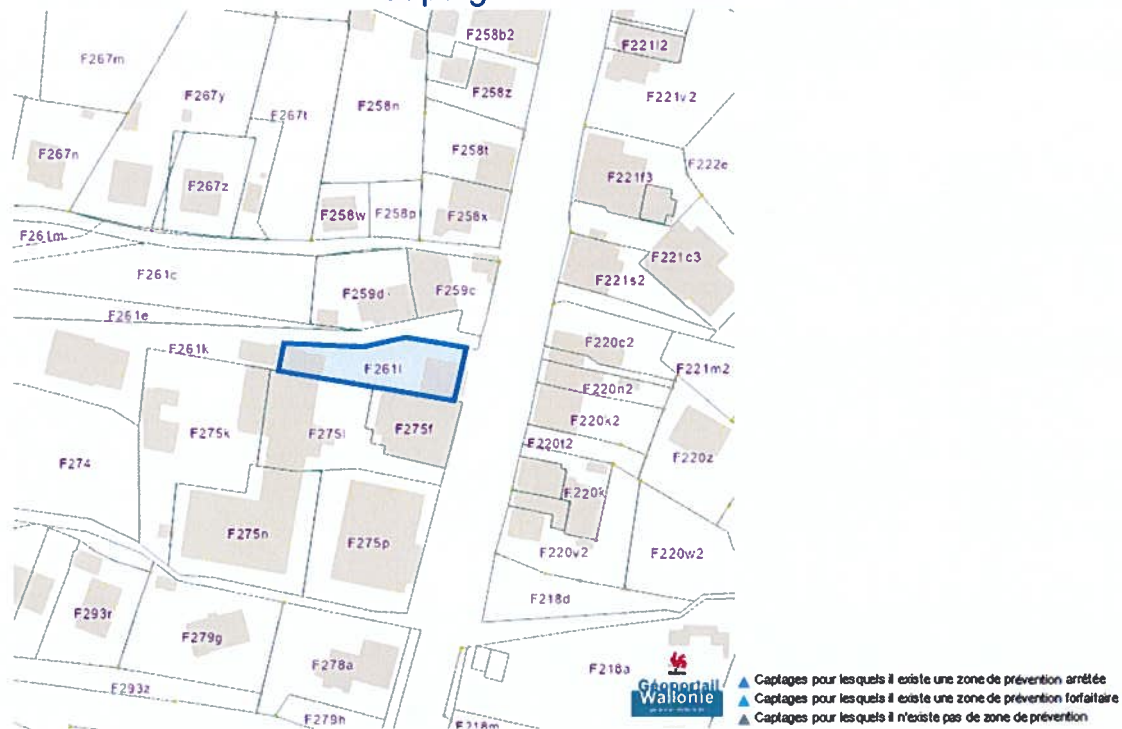 F258b2
F221l2
F267m
F267y
F258n
F258z
F221v2
F267t
F267n
F258t
F222e
F267z
F221f3
F258w
F258p
F258x
F261m
F221c3
F261c
F221s2
F259d
F259c
F261e
F220c2
F261k
F261l
F221m2
F220n2
F275k
F275l
F275f
F220k2
F220t2
F220z
F274
F220k
F275n
F275p
F220v2
F220w2
F218d
F293r
F279g
F278a
F218a
F293z
F279h
F218m
Géoportail
Wallonie
Captages pour lesquels il existe une zone de prévention arrêtée
Captages pour lesquels il existe une zone de prévention forfaitaire
Captages pour lesquels il n'existe pas de zone de prévention